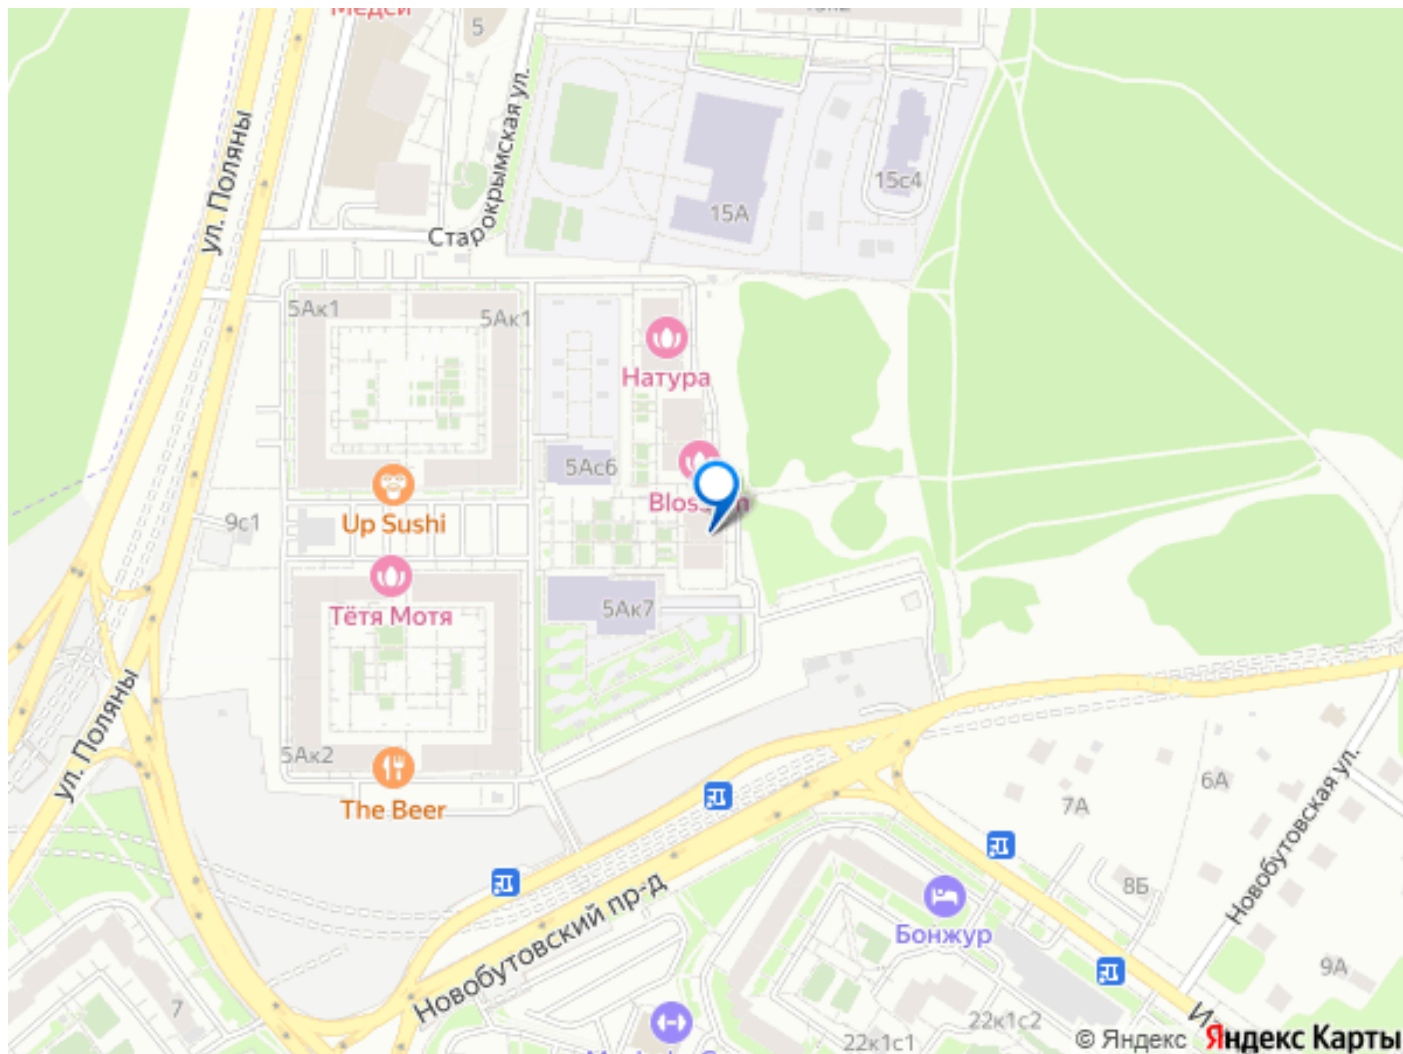 Медси
5
ул. Поляны
Старокрымская ул.
15А
15с4
5Ак1
5Ак1
Натура
5Ас6
Up Sushi
9с1
Тётя Мотя
5Ак7
ул. Поляны
5Ак2
The Beer
Новобутовский пр-д
7
Бонжур
7А
6А
8Б
9А
Новобутовская ул.
22к1с1
22к1с2
© Яндекс Яндекс Карты